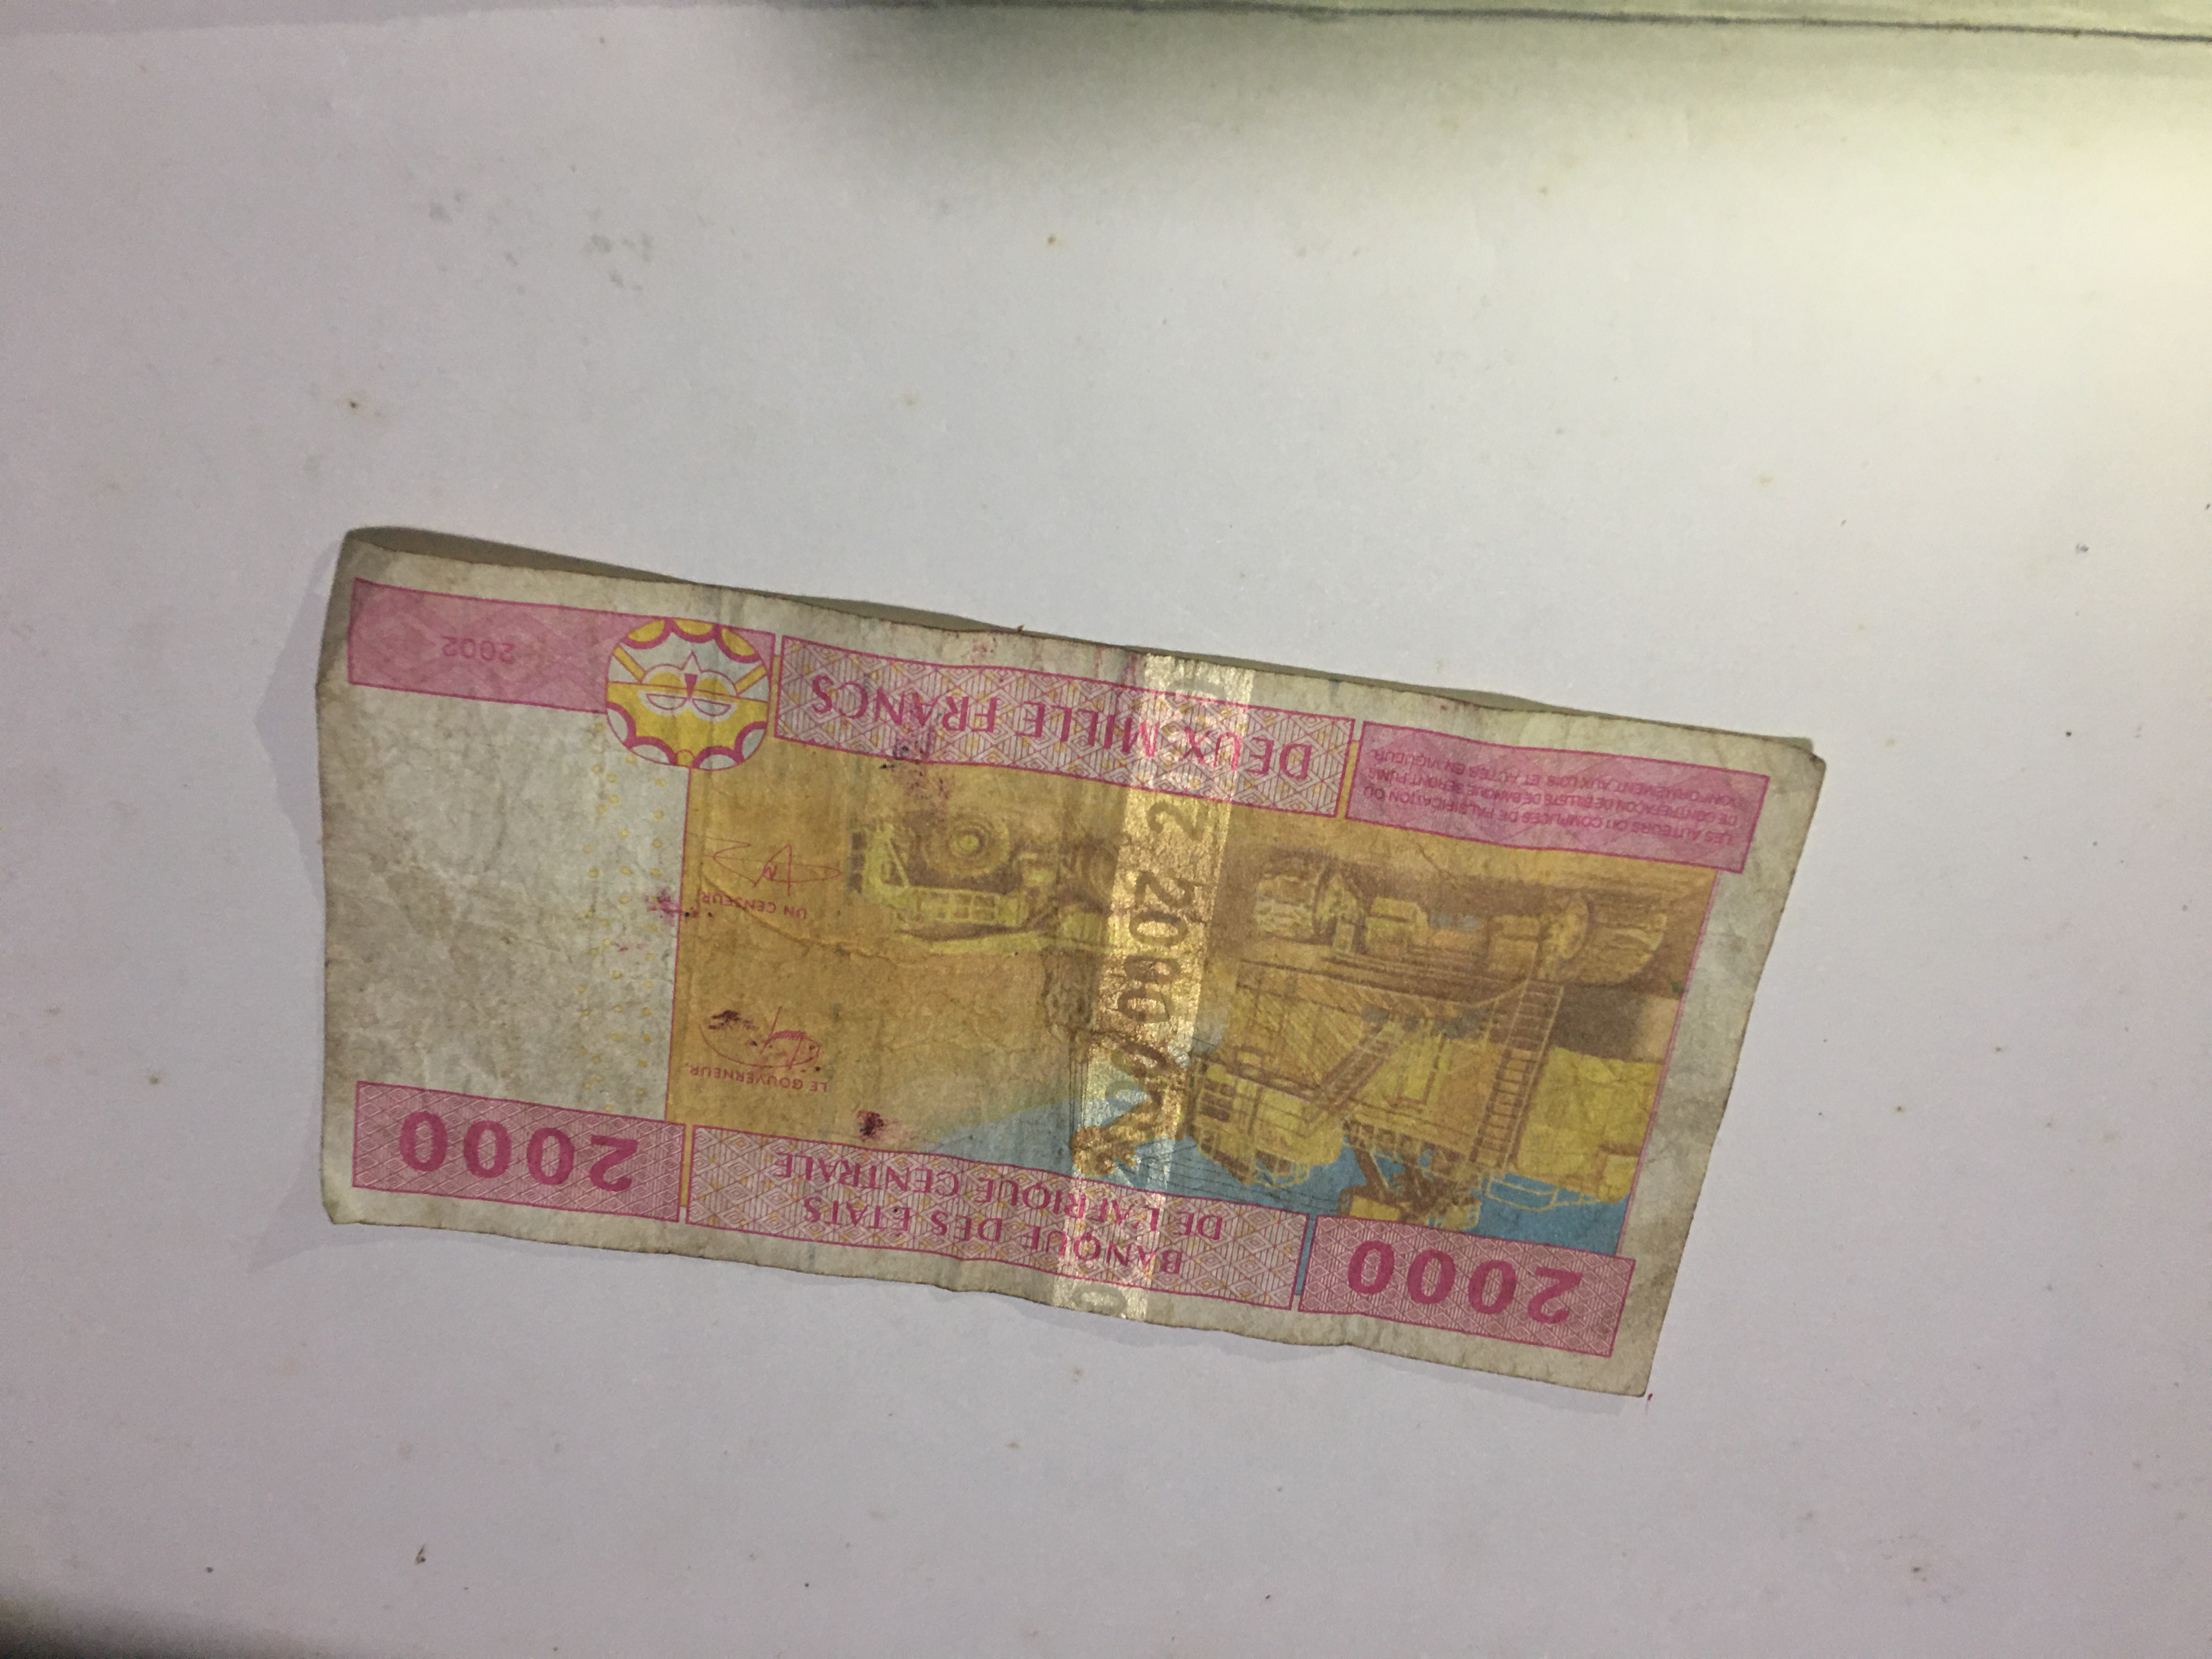 2000
BANQUE DES ÉTATS
DE L'AFRIQUE CENTRALE
2000
LE GOUVERNEUR,
UN CENSEUR,
2000
2000
LES AUTEURS OU COMPLICES DE FALSIFICATION OU
DE CONTREFAÇON DE BILLETS DE BANQUE SERONT PUNIS
CONFORMÉMENT AUX LOIS ET ACTES EN VIGUEUR.
DEUX MILLE FRANCS
2002